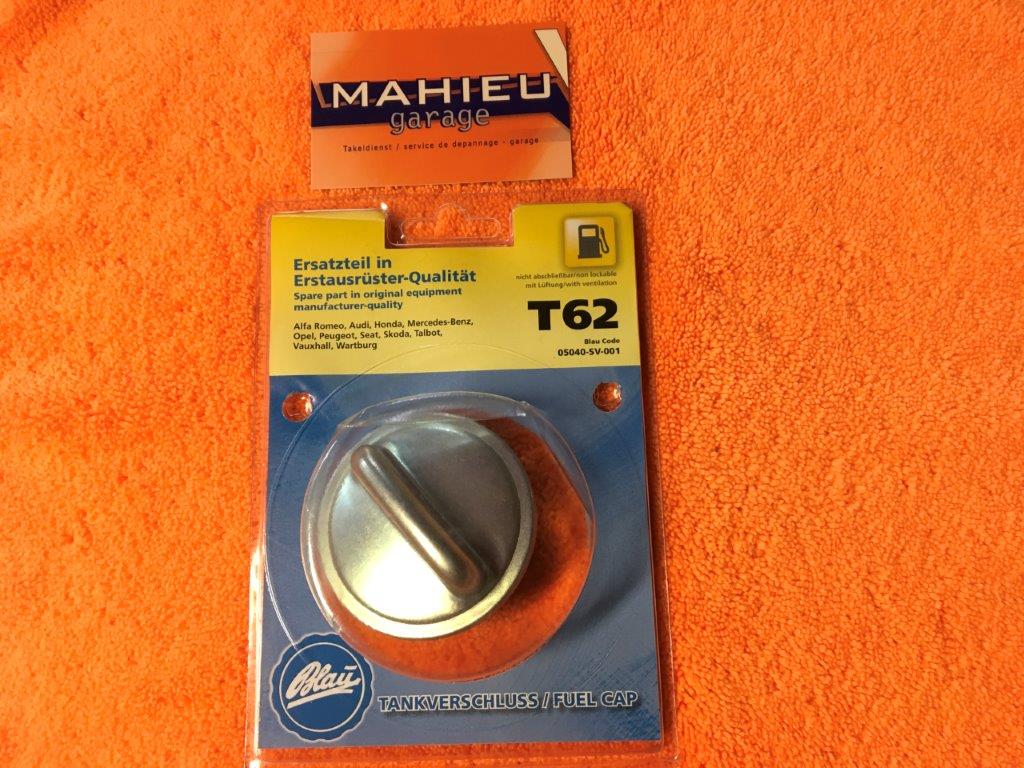 MAHIEU
garage
Takeldienst / service de depannage - garage
Ersatzteil in
Erstausrüster-Qualität
Spare part in original equipment
manufacturer-quality
Alfa Romeo, Audi, Honda, Mercedes-Benz,
Opel, Peugeot, Seat, Skoda, Talbot,
Vauxhall, Wartburg
nicht abschließbar/non lockable
mit Lüftung/with ventilation
T62
Blau Code
05040-SV-001
Blau
TANKVERSCHLUSS / FUEL CAP